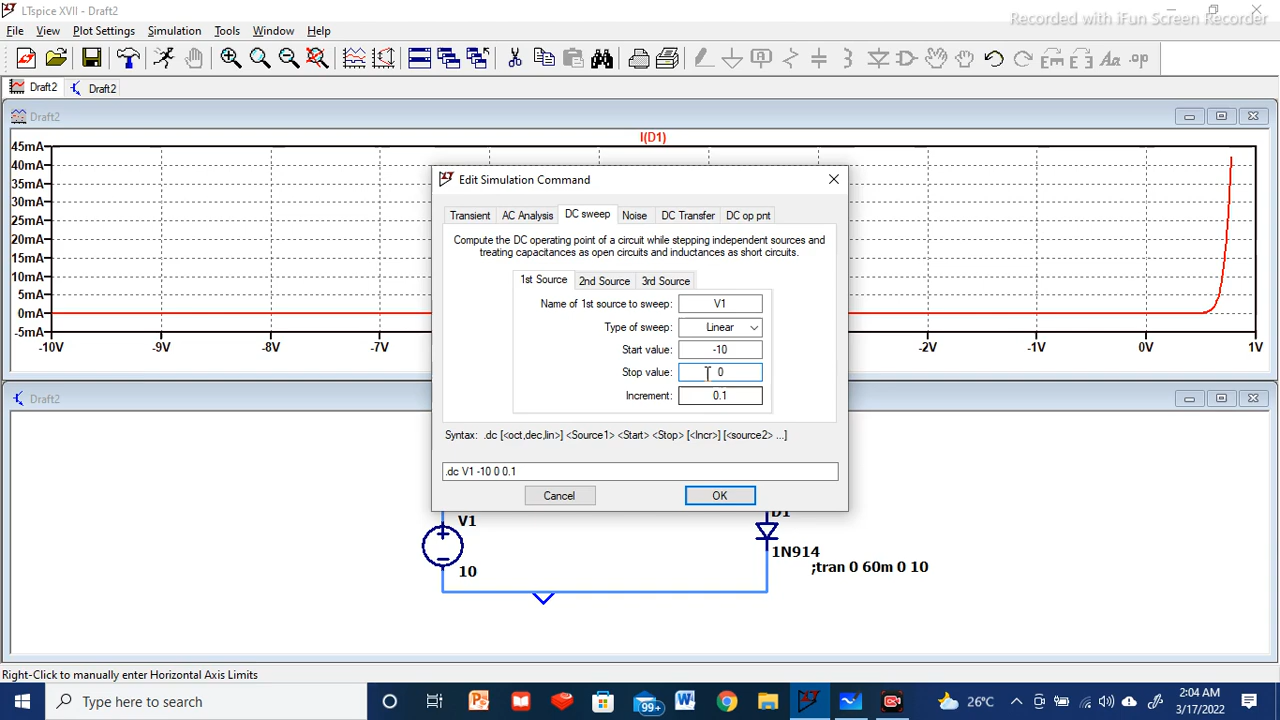 LTspice XVII - Draft2
Recorded with iFun Screen Recorder
File View Plot Settings Simulation Tools Window Help
Aa .op
Draft2 Draft2
Draft2
I(D1)
45mA
40mA
35mA
30mA
25mA
20mA
15mA
10mA
5mA
0mA
-5mA
-10V -9V -8V -7V -2V -1V 0V 1V
Edit Simulation Command
Transient AC Analysis DC sweep Noise DC Transfer DC op pnt
Compute the DC operating point of a circuit while stepping independent sources and
treating capacitances as open circuits and inductances as short circuits.
1st Source 2nd Source 3rd Source
Name of 1st source to sweep: V1
Type of sweep: Linear
Start value: -10
Stop value: 0
Increment: 0.1
Syntax: .dc [<oct,dec,lin>] <Source1> <Start> <Stop> [<Incr>] [<source2> ...]
.dc V1 -10 0 0.1
Cancel OK
Draft2
V1
10
D1
1N914
;tran 0 60m 0 10
Right-Click to manually enter Horizontal Axis Limits
Type here to search
99+
26°C
2:04 AM
3/17/2022